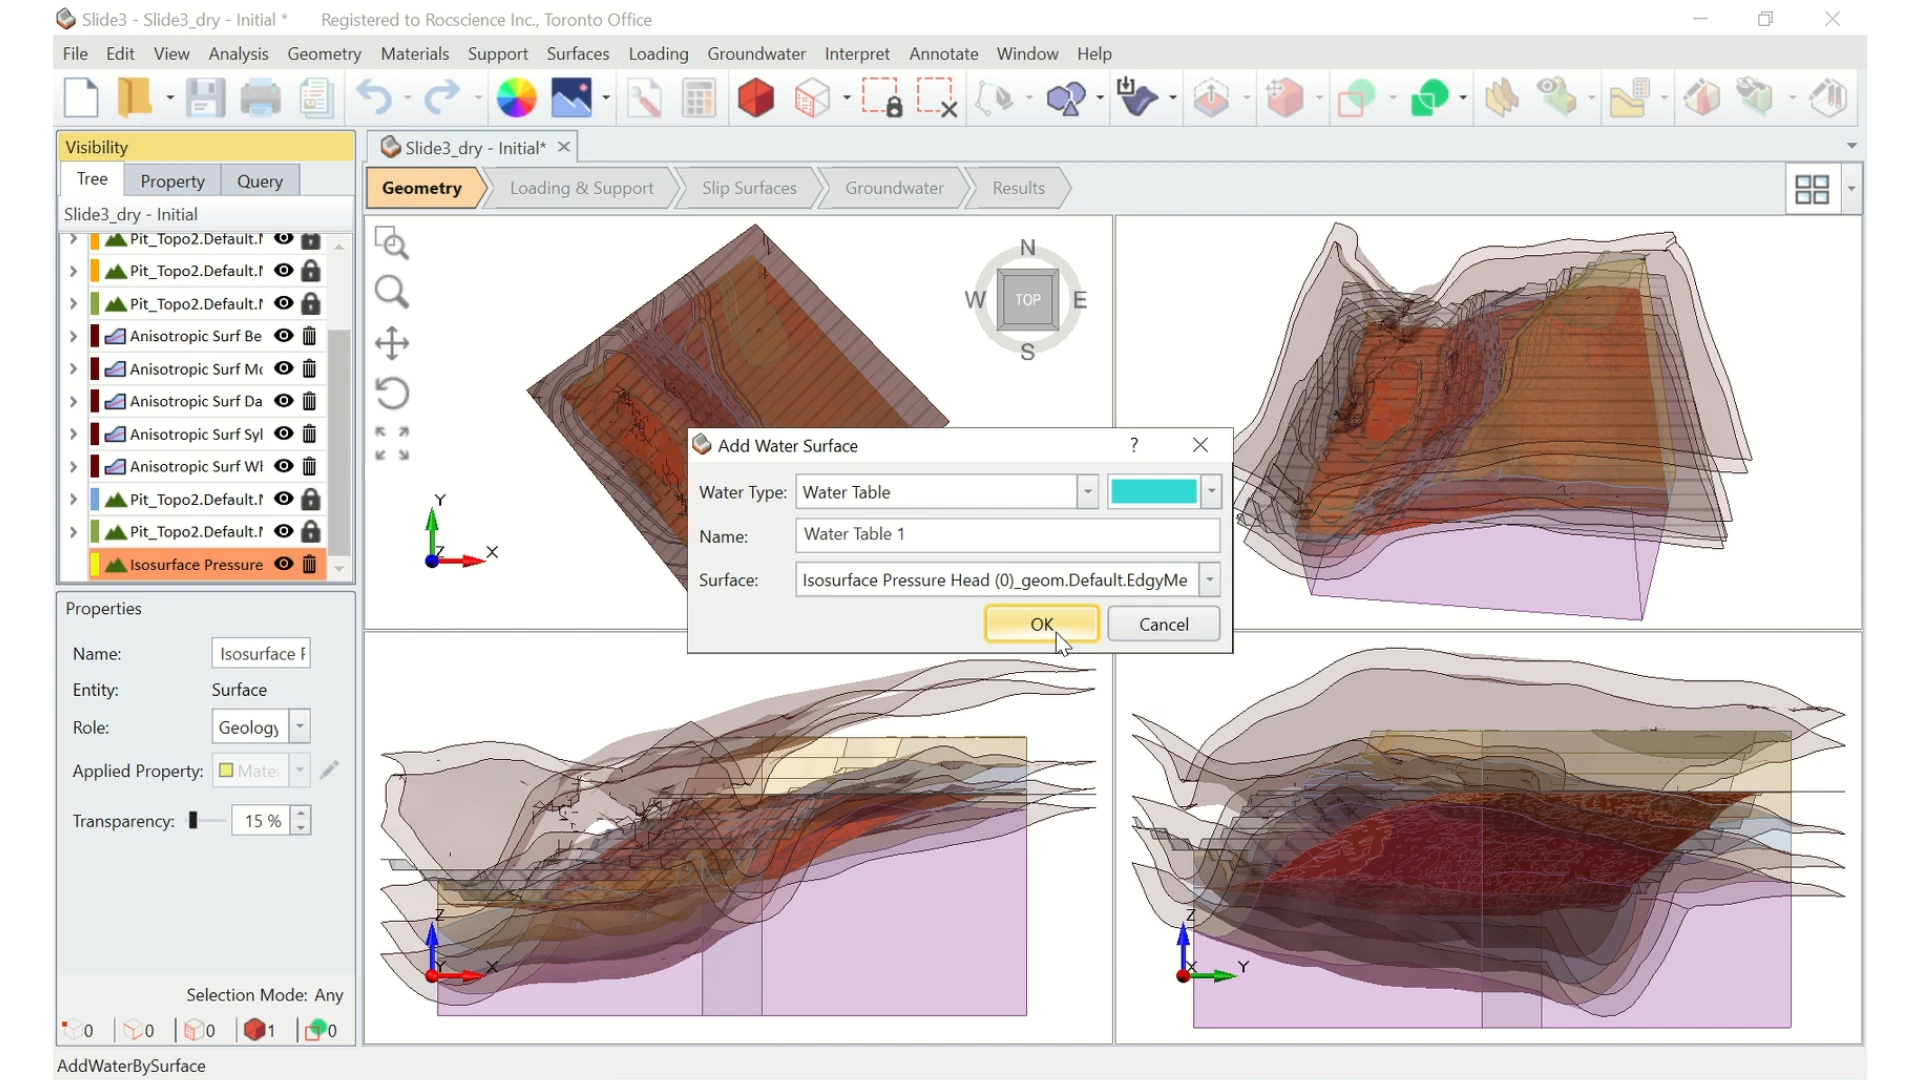 Slide3 - Slide3_dry - Initial * Registered to Rocscience Inc., Toronto Office
File Edit View Analysis Geometry Materials Support Surfaces Loading Groundwater Interpret Annotate Window Help
Visibility
Tree Property Query
Slide3_dry - Initial
Pit_Topo2.Default.
Pit_Topo2.Default.
Pit_Topo2.Default.
Anisotropic Surf Be
Anisotropic Surf Mo
Anisotropic Surf Da
Anisotropic Surf Syl
Anisotropic Surf Wh
Pit_Topo2.Default.
Pit_Topo2.Default.
Isosurface Pressure
Properties
Name: Isosurface
Entity: Surface
Role: Geology
Applied Property: Mate
Transparency: 15 %
Selection Mode: Any
0 0 0 1 0
AddWaterBySurface
Slide3_dry - Initial*
Geometry Loading & Support Slip Surfaces Groundwater Results
N
W TOP E
S
Y
Z X
Add Water Surface ?
Water Type: Water Table
Name: Water Table 1
Surface: Isosurface Pressure Head (0)_geom.Default.EdgyMe
OK Cancel
Z
Y X
Z
X Y